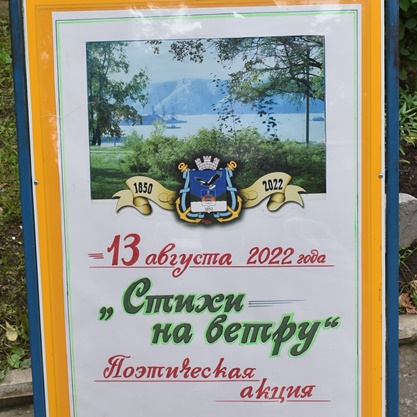 1850 2022
13 августа 2022 года
„Стихи
на ветру“
Поэтическая
акция